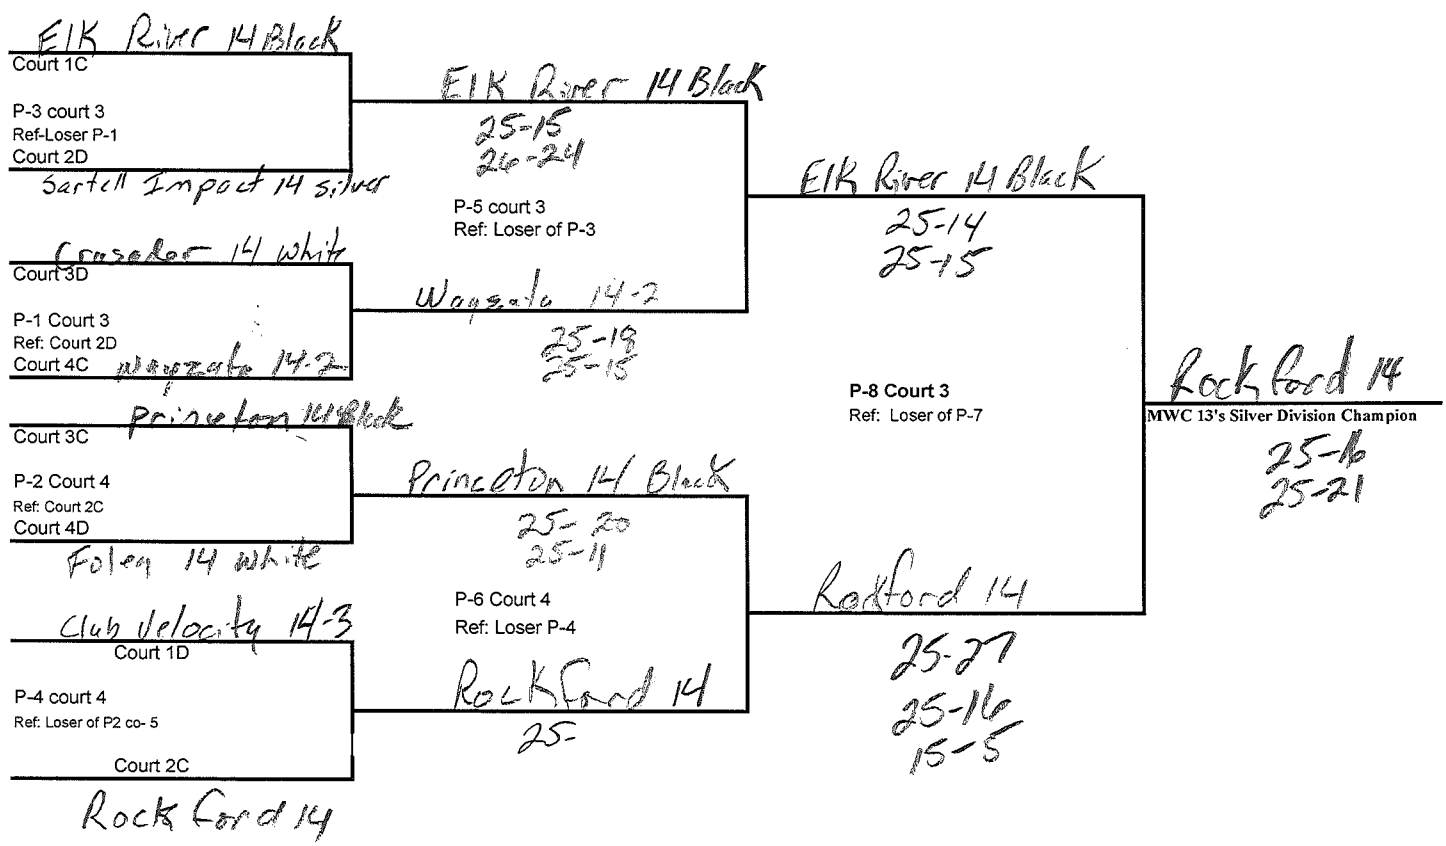 Elk River 14 Black
Court 1C
P-3 court 3
Ref-Loser P-1
Court 2D
Sartell Impact 14 silver
Crusader 14 White
Court 3D
P-1 Court 3
Ref: Court 2D
Court 4C
Wayzata 14-2
Princeton 14 Black
Court 3C
P-2 Court 4
Ref: Court 2C
Court 4D
Foley 14 White
Club Velocity 14-3
Court 1D
P-4 court 4
Ref: Loser of P2 co- 5
Court 2C
Rockford 14
Elk River 14 Black
25-15
26-24
P-5 court 3
Ref: Loser of P-3
Wayzata 14-2
25-18
25-15
Princeton 14 Black
25-20
25-11
P-6 Court 4
Ref: Loser P-4
Rockford 14
25-
Elk River 14 Black
25-14
25-15
P-8 Court 3
Ref: Loser of P-7
Rockford 14
25-27
25-16
15-5
Rockford 14
MWC 13's Silver Division Champion
25-16
25-21